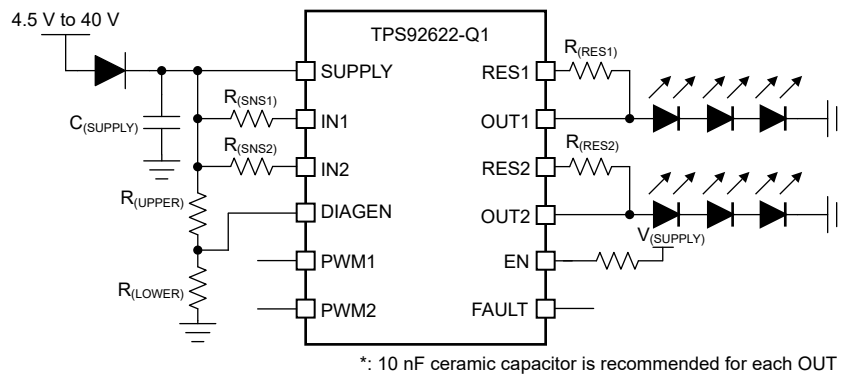 4.5 V to 40 V
TPS92622-Q1
SUPPLY
RES1
R(RES1)
R(SNS1)
C(SUPPLY)
IN1
OUT1
R(SNS2)
R(RES2)
IN2
RES2
R(UPPER)
DIAGEN
OUT2
V(SUPPLY)
PWM1
EN
R(LOWER)
PWM2
FAULT
*: 10 nF ceramic capacitor is recommended for each OUT